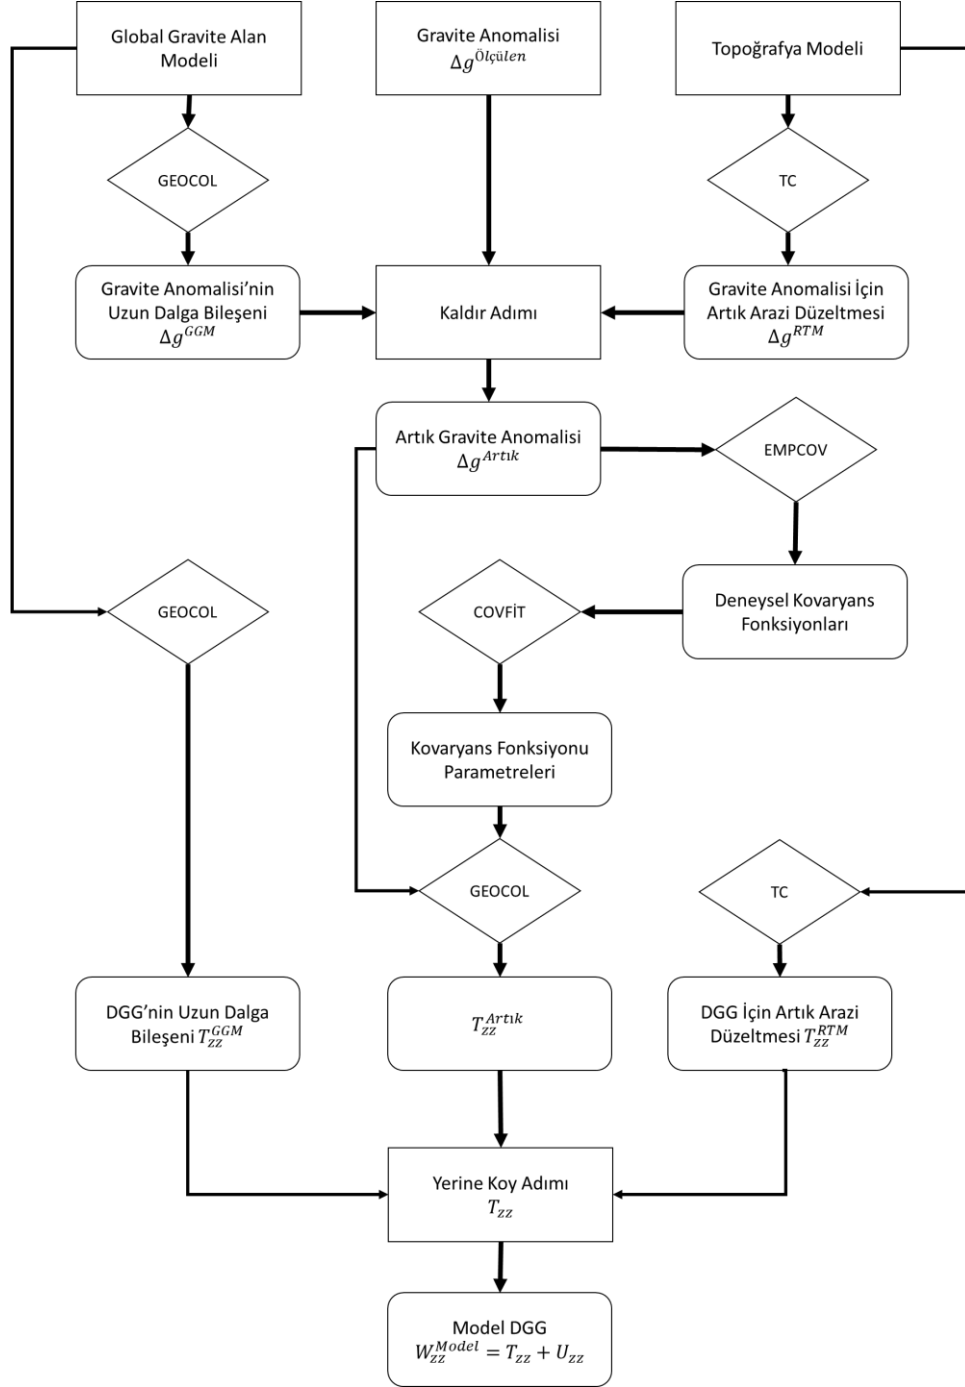 Global Gravite Alan
Modeli
Gravite Anomalisi
Δg^Ölçülen
Topoğrafya Modeli
GEOCOL
TC
Gravite Anomalisi’nin
Uzun Dalga Bileşeni
Δg^GGM
Kaldır Adımı
Gravite Anomalisi İçin
Artık Arazi Düzeltmesi
Δg^RTM
Artık Gravite Anomalisi
Δg^Artık
EMPCOV
GEOCOL
COVFİT
Deneysel Kovaryans
Fonksiyonları
Kovaryans Fonksiyonu
Parametreleri
GEOCOL
TC
DGG’nin Uzun Dalga
Bileşeni T_zz^GGM
T_zz^Artık
DGG İçin Artık Arazi
Düzeltmesi T_zz^RTM
Yerine Koy Adımı
T_zz
Model DGG
W_zz^Model = T_zz + U_zz